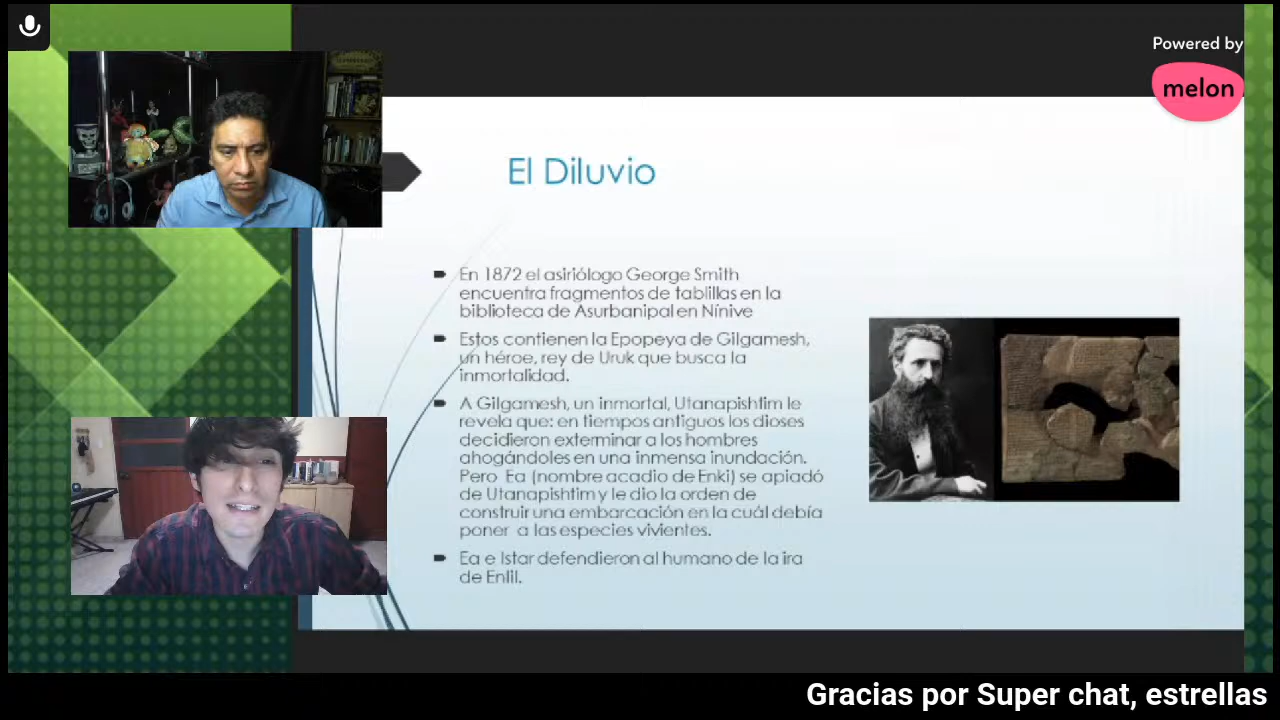 Powered by
melon
El Diluvio
En 1872 el asiriólogo George Smith
encuentra fragmentos de tablillas en la
biblioteca de Asurbanipal en Nínive
Estos contienen la Epopeya de Gilgamesh,
un héroe, rey de Uruk que busca la
inmortalidad.
A Gilgamesh, un inmortal, Utanapishtim le
revela que: en tiempos antiguos los dioses
decidieron exterminar a los hombres
ahogándoles en una inmensa inundación.
Pero Ea (nombre acadio de Enki) se apiadó
de Utanapishtim y le dio la orden de
construir una embarcación en la cuál debía
poner a las especies vivientes.
Ea e Istar defendieron al humano de la ira
de Enlil.
Gracias por Super chat, estrellas